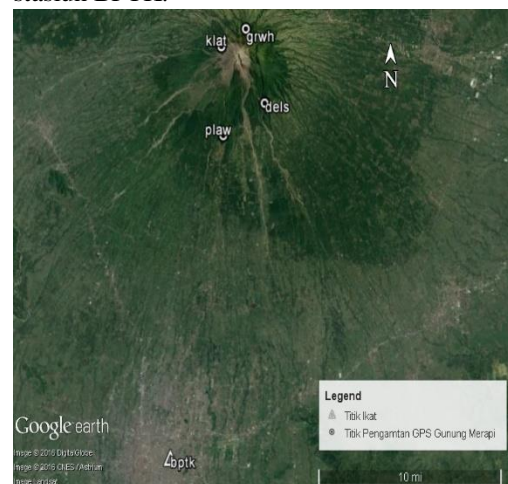 grwh
klat
N
dels
plaw
Legend
Titik Ikat
Titik Pengamtan GPS Gunung Merapi
Google earth
Image © 2016 DigitalGlobe
Image © 2016 CNES / Astrium
Image Landsat
bptk
10 mi